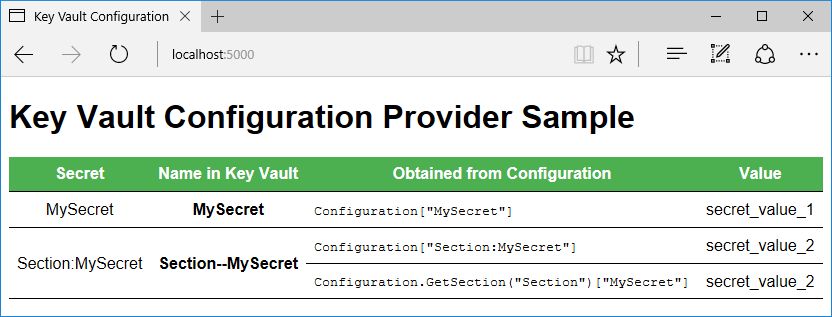 Key Vault Configuration
localhost:5000
Key Vault Configuration Provider Sample
Secret Name in Key Vault Obtained from Configuration Value
MySecret MySecret Configuration["MySecret"] secret_value_1
Section:MySecret Section--MySecret Configuration["Section:MySecret"] secret_value_2
Configuration.GetSection("Section")["MySecret"] secret_value_2